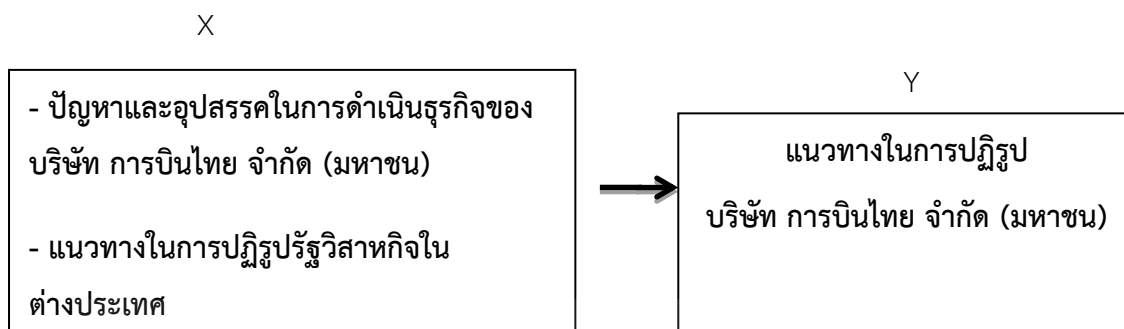 X
- ปัญหาและอุปสรรคในการดำเนินธุรกิจของ
บริษัท การบินไทย จำกัด (มหาชน)
- แนวทางในการปฏิรูปรัฐวิสาหกิจใน
ต่างประเทศ
Y
แนวทางในการปฏิรูป
บริษัท การบินไทย จำกัด (มหาชน)